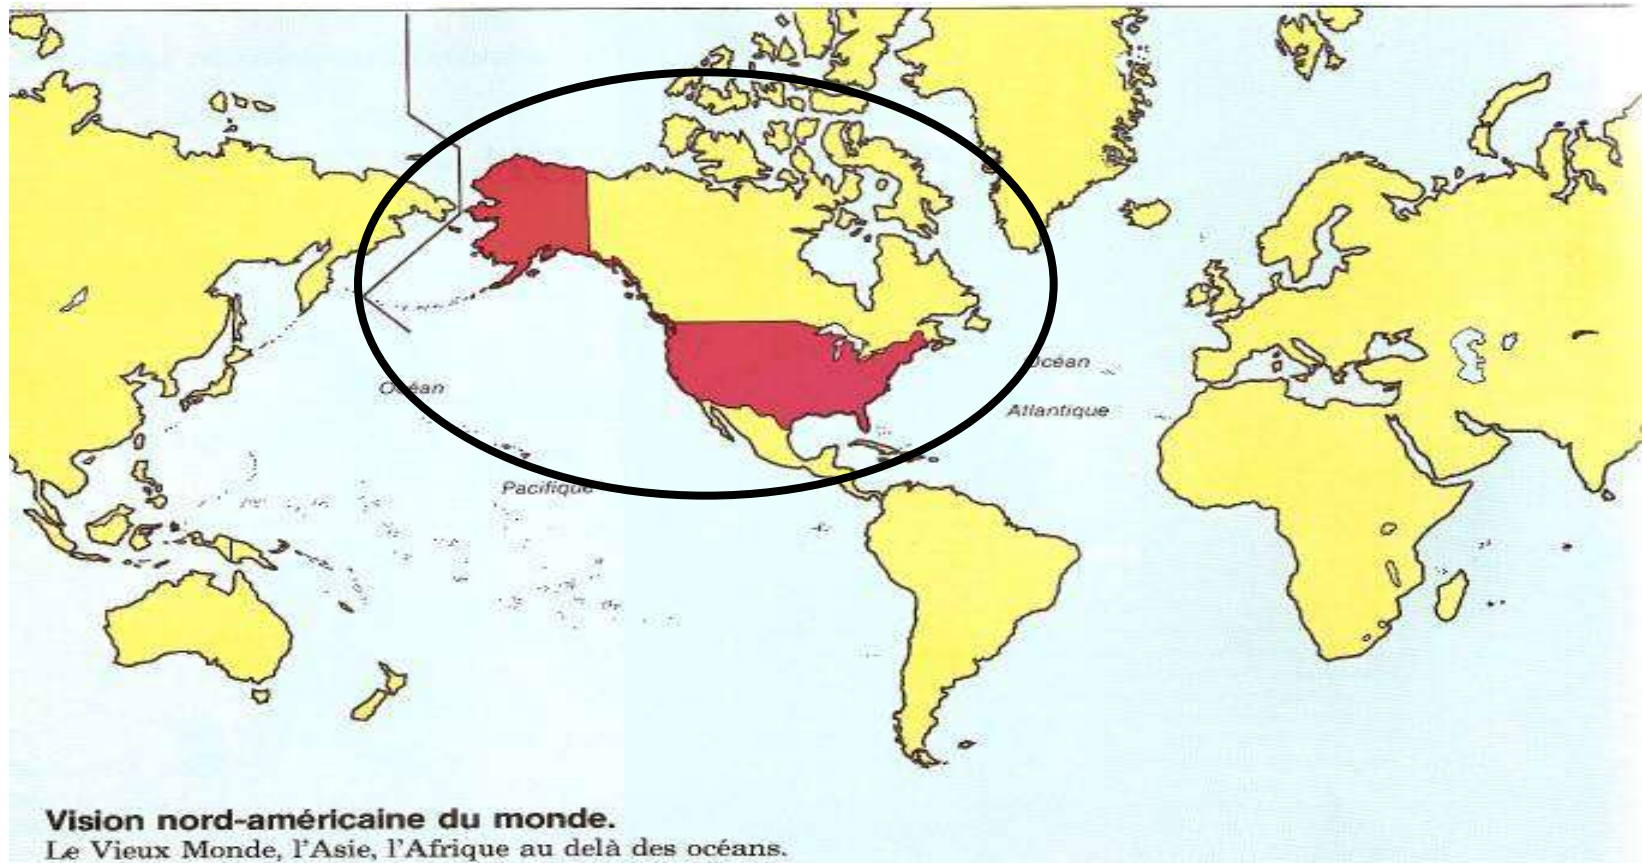 Océan
Atlantique
Océan
Pacifique
Vision nord-américaine du monde.
Le Vieux Monde, l'Asie, l'Afrique au delà des océans.